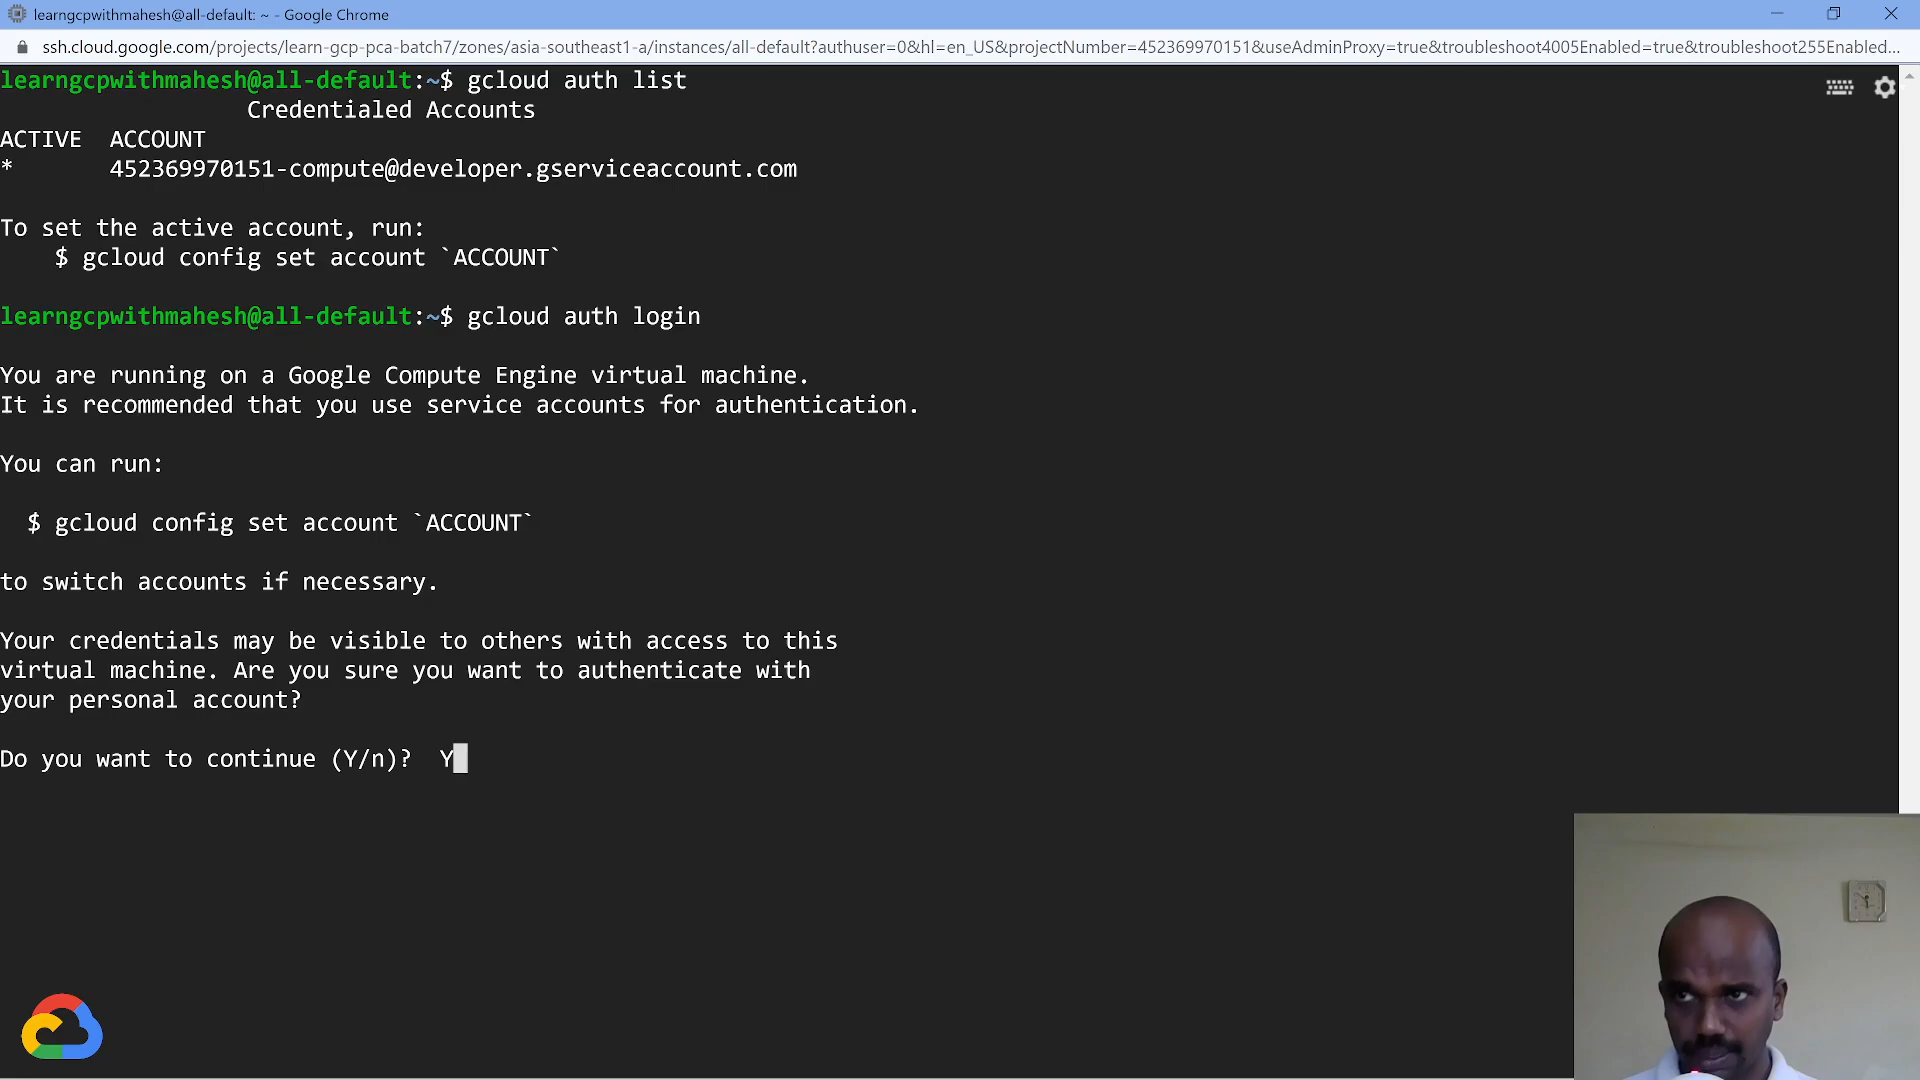 learngcpwithmahesh@all-default: ~ - Google Chrome
ssh.cloud.google.com/projects/learn-gcp-pca-batch7/zones/asia-southeast1-a/instances/all-default?authuser=0&hl=en_US&projectNumber=452369970151&useAdminProxy=true&troubleshoot4005Enabled=true&troubleshoot255Enabled...
learngcpwithmahesh@all-default:~$ gcloud auth list
Credentialed Accounts
ACTIVE  ACCOUNT
*       452369970151-compute@developer.gserviceaccount.com
To set the active account, run:
    $ gcloud config set account `ACCOUNT`
learngcpwithmahesh@all-default:~$ gcloud auth login
You are running on a Google Compute Engine virtual machine.
It is recommended that you use service accounts for authentication.
You can run:
  $ gcloud config set account `ACCOUNT`
to switch accounts if necessary.
Your credentials may be visible to others with access to this
virtual machine. Are you sure you want to authenticate with
your personal account?
Do you want to continue (Y/n)?  Y